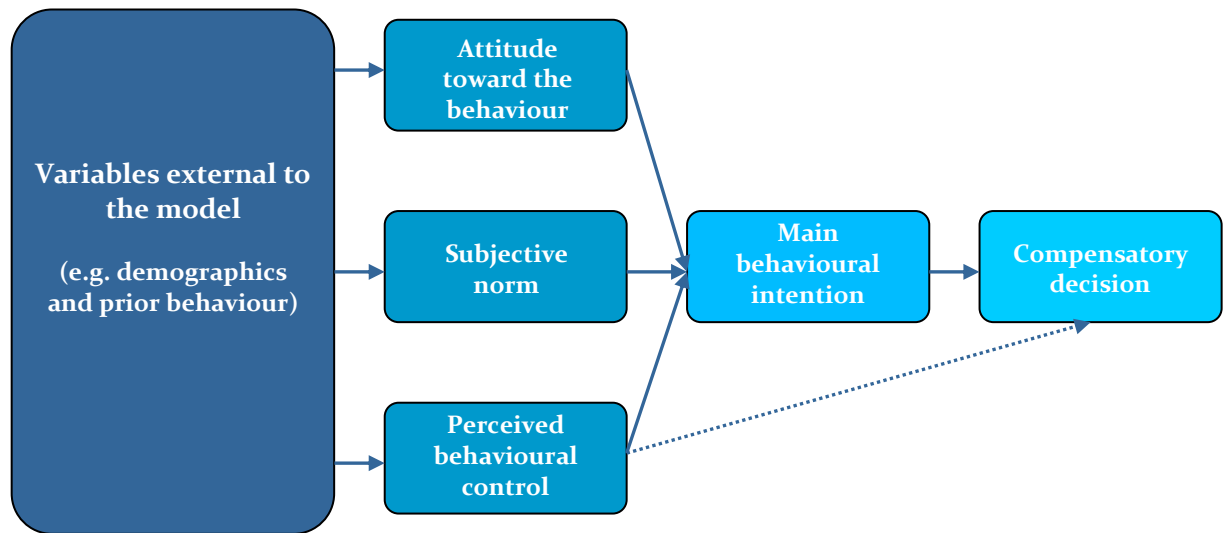 Variables external to
the model
(e.g. demographics
and prior behaviour)
Attitude
toward the
behaviour
Subjective
norm
Perceived
behavioural
control
Main
behavioural
intention
Compensatory
decision